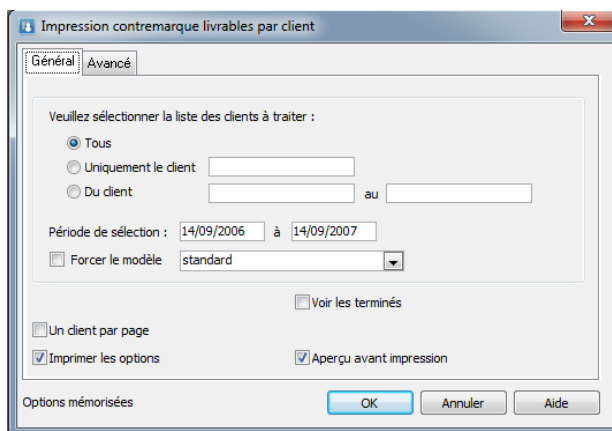 Impression contremarque livrables par client
Général Avancé
Veuillez sélectionner la liste des clients à traiter :
Tous
Uniquement le client
Du client au
Période de sélection : 14/09/2006 à 14/09/2007
Forcer le modèle standard
Voir les terminés
Un client par page
Imprimer les options Aperçu avant impression
Options mémorisées OK Annuler Aide